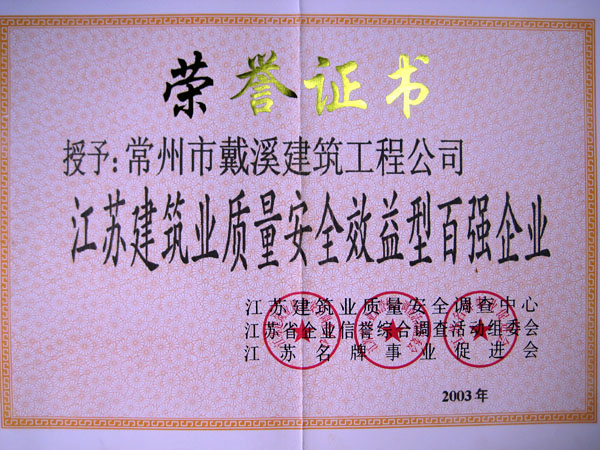 荣誉证书
授予:常州市戴溪建筑工程公司
江苏建筑业质量安全效益型百强企业
江苏建筑业质量安全调查中心
江苏省企业信誉综合调查活动组委会
江苏名牌事业促进会
2003年